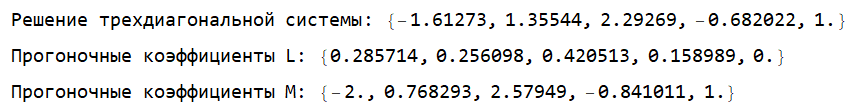 Решение трехдиагональной системы: {-1.61273, 1.35544, 2.29269, -0.682022, 1.}
Прогоночные коэффициенты L: {0.285714, 0.256098, 0.420513, 0.158989, 0.}
Прогоночные коэффициенты M: {-2., 0.768293, 2.57949, -0.841011, 1.}